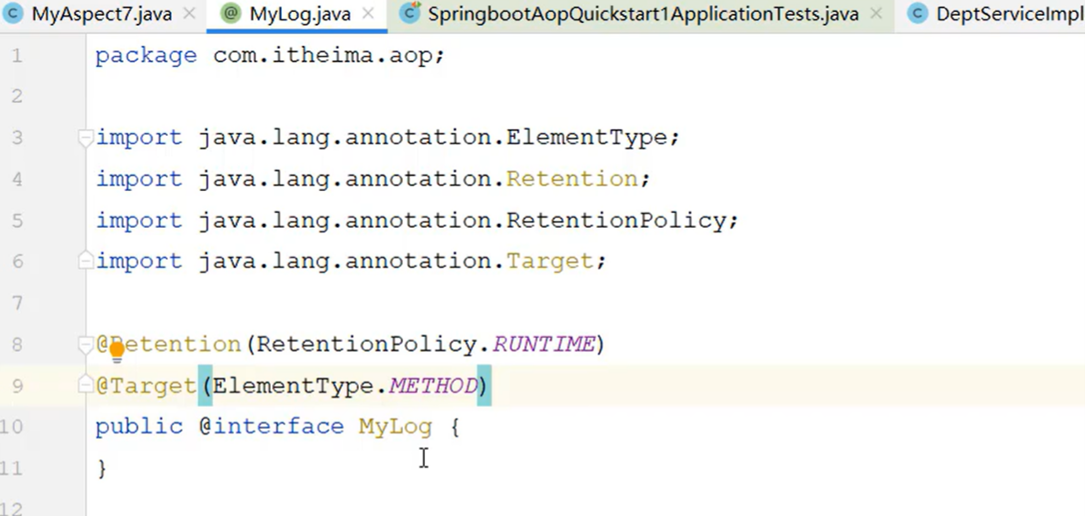 MyAspect7.java MyLog.java SpringbootAopQuickstart1ApplicationTests.java DeptServiceImpl
1 package com.itheima.aop;
2
3 import java.lang.annotation.ElementType;
4 import java.lang.annotation.Retention;
5 import java.lang.annotation.RetentionPolicy;
6 import java.lang.annotation.Target;
7
8 @Retention(RetentionPolicy.RUNTIME)
9 @Target(ElementType.METHOD)
10 public @interface MyLog {
11 }
12